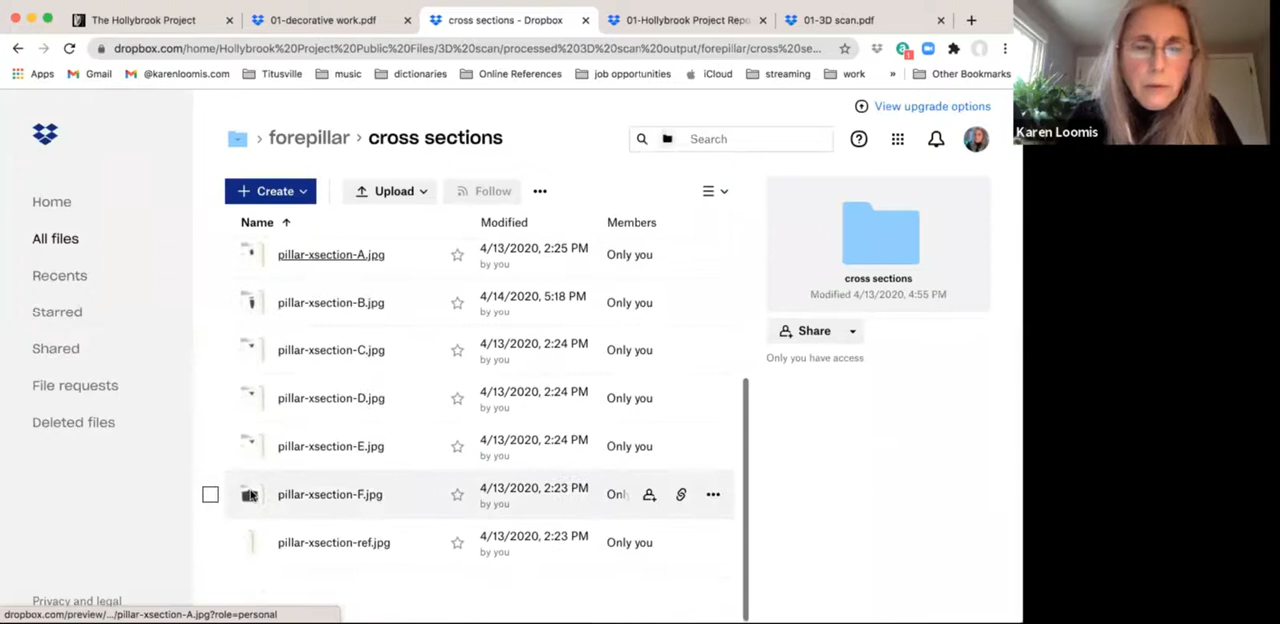 The Hollybrook Project
01-decorative work.pdf
cross sections - Dropbox
01-Hollybrook Project Repo
01-3D scan.pdf
dropbox.com/home/Hollybrook%20Project%20Public%20Files/3D%20scan/processed%203D%20scan%20output/forepillar/cross%20se...
Apps
Gmail
@karenloomis.com
Titusville
music
dictionaries
Online References
job opportunities
iCloud
streaming
work
»
Other Bookmarks
Karen Loomis
View upgrade options
› forepillar › cross sections
Search
+ Create
Upload
Follow
Home
All files
Recents
Starred
Shared
File requests
Deleted files
Privacy and legal
Name Modified Members
pillar-xsection-A.jpg 4/13/2020, 2:25 PM Only you
by you
pillar-xsection-B.jpg 4/14/2020, 5:18 PM Only you
by you
pillar-xsection-C.jpg 4/13/2020, 2:24 PM Only you
by you
pillar-xsection-D.jpg 4/13/2020, 2:24 PM Only you
by you
pillar-xsection-E.jpg 4/13/2020, 2:24 PM Only you
by you
pillar-xsection-F.jpg 4/13/2020, 2:23 PM Onl
by you
pillar-xsection-ref.jpg 4/13/2020, 2:23 PM Only you
by you
cross sections
Modified 4/13/2020, 4:55 PM
Share
Only you have access
dropbox.com/preview/.../pillar-xsection-A.jpg?role=personal